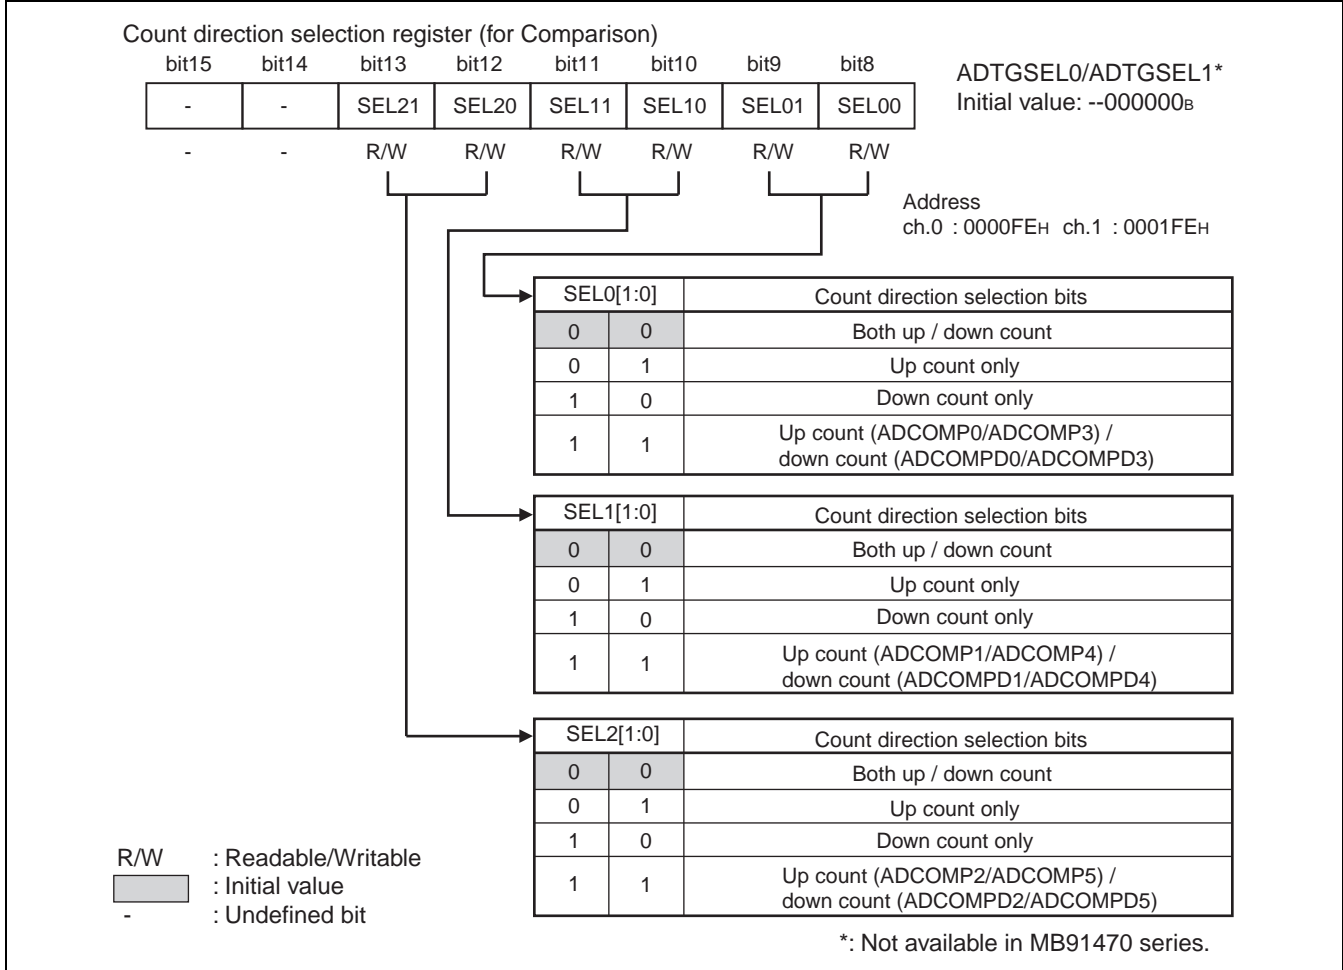 Count direction selection register (for Comparison)
bit15 bit14 bit13 bit12 bit11 bit10 bit9 bit8
ADTGSEL0/ADTGSEL1*
- - SEL21 SEL20 SEL11 SEL10 SEL01 SEL00
Initial value: --000000B
- - R/W R/W R/W R/W R/W R/W
Address
ch.0 : 0000FEH ch.1 : 0001FEH
SEL0[1:0] Count direction selection bits
0 0 Both up / down count
0 1 Up count only
1 0 Down count only
1 1 Up count (ADCOMP0/ADCOMP3) /
down count (ADCOMPD0/ADCOMPD3)
SEL1[1:0] Count direction selection bits
0 0 Both up / down count
0 1 Up count only
1 0 Down count only
1 1 Up count (ADCOMP1/ADCOMP4) /
down count (ADCOMPD1/ADCOMPD4)
SEL2[1:0] Count direction selection bits
0 0 Both up / down count
0 1 Up count only
1 0 Down count only
1 1 Up count (ADCOMP2/ADCOMP5) /
down count (ADCOMPD2/ADCOMPD5)
R/W : Readable/Writable
: Initial value
- : Undefined bit
*: Not available in MB91470 series.